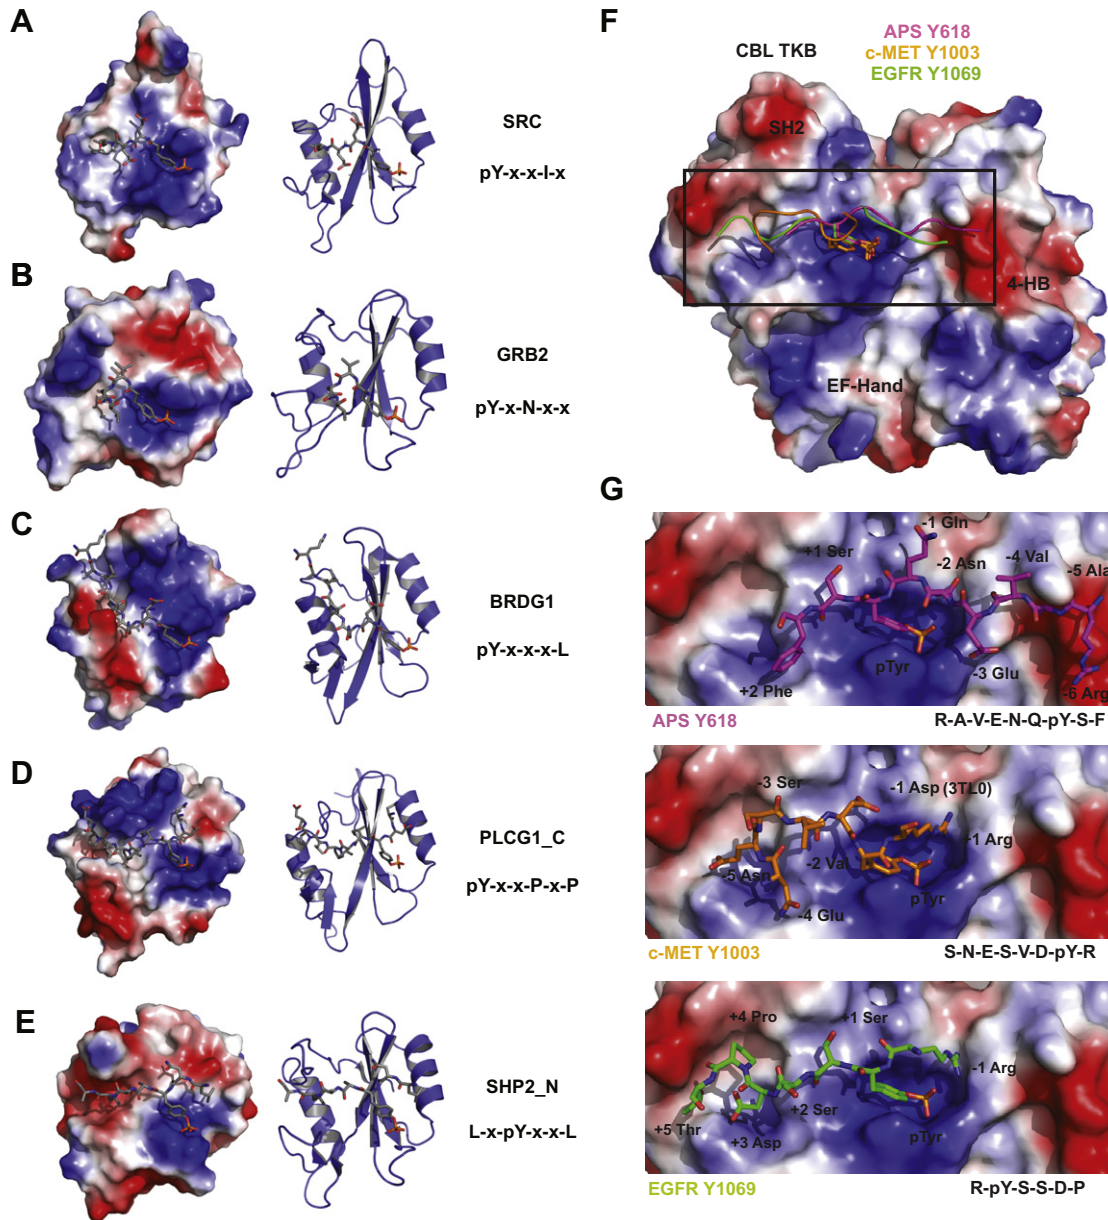 A
SRC
pY-x-x-I-x
B
GRB2
pY-x-N-x-x
C
BRDG1
pY-x-x-x-L
D
PLCG1_C
pY-x-x-P-x-P
E
SHP2_N
L-x-pY-x-x-L
F
CBL TKB
APS Y618
c-MET Y1003
EGFR Y1069
SH2
4-HB
EF-Hand
G
-1 Gln
+1 Ser
-2 Asn
-4 Val
-5 Ala
pTyr
-3 Glu
+2 Phe
-6 Arg
APS Y618
R-A-V-E-N-Q-pY-S-F
-3 Ser
-1 Asp (3TL0)
+1 Arg
-2 Val
-5 Asn
pTyr
-4 Glu
c-MET Y1003
S-N-E-S-V-D-pY-R
+4 Pro
+1 Ser
-1 Arg
+2 Ser
+5 Thr
+3 Asp
pTyr
EGFR Y1069
R-pY-S-S-D-P